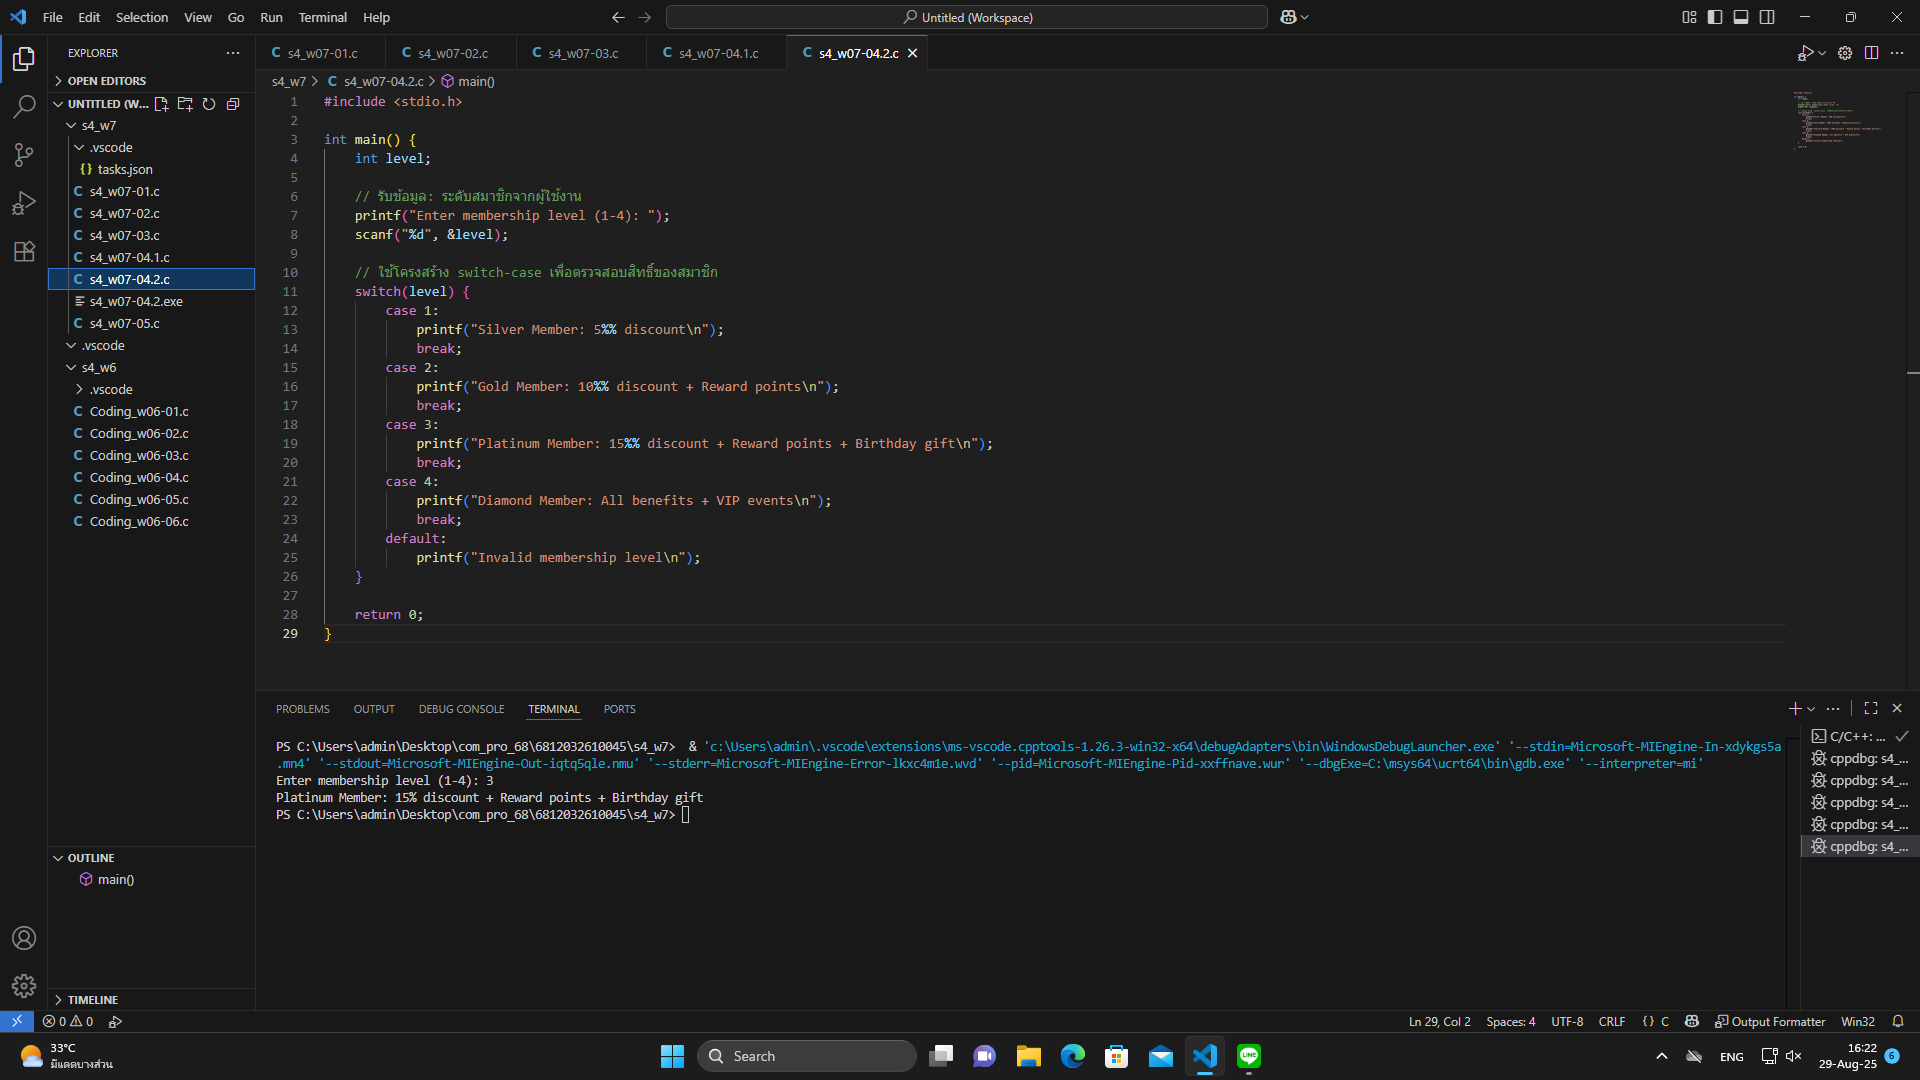 File Edit Selection View Go Run Terminal Help
Untitled (Workspace)
EXPLORER
OPEN EDITORS
UNTITLED (W...
s4_w7
.vscode
{} tasks.json
C s4_w07-01.c
C s4_w07-02.c
C s4_w07-03.c
C s4_w07-04.1.c
C s4_w07-04.2.c
s4_w07-04.2.exe
C s4_w07-05.c
.vscode
s4_w6
.vscode
C Coding_w06-01.c
C Coding_w06-02.c
C Coding_w06-03.c
C Coding_w06-04.c
C Coding_w06-05.c
C Coding_w06-06.c
OUTLINE
main()
TIMELINE
C s4_w07-01.c C s4_w07-02.c C s4_w07-03.c C s4_w07-04.1.c C s4_w07-04.2.c
s4_w7 > C s4_w07-04.2.c > main()
1 #include <stdio.h>
2
3 int main() {
4 int level;
5
6 // รับข้อมูล: ระดับสมาชิกจากผู้ใช้งาน
7 printf("Enter membership level (1-4): ");
8 scanf("%d", &level);
9
10 // ใช้โครงสร้าง switch-case เพื่อตรวจสอบสิทธิ์ของสมาชิก
11 switch(level) {
12 case 1:
13 printf("Silver Member: 5%% discount\n");
14 break;
15 case 2:
16 printf("Gold Member: 10%% discount + Reward points\n");
17 break;
18 case 3:
19 printf("Platinum Member: 15%% discount + Reward points + Birthday gift\n");
20 break;
21 case 4:
22 printf("Diamond Member: All benefits + VIP events\n");
23 break;
24 default:
25 printf("Invalid membership level\n");
26 }
27
28 return 0;
29 }
PROBLEMS OUTPUT DEBUG CONSOLE TERMINAL PORTS
PS C:\Users\admin\Desktop\com_pro_68\6812032610045\s4_w7> & 'c:\Users\admin\.vscode\extensions\ms-vscode.cpptools-1.26.3-win32-x64\debugAdapters\bin\WindowsDebugLauncher.exe' '--stdin=Microsoft-MIEngine-In-xdykgs5a
.mn4' '--stdout=Microsoft-MIEngine-Out-iqtq5qle.nmu' '--stderr=Microsoft-MIEngine-Error-lkxc4m1e.wvd' '--pid=Microsoft-MIEngine-Pid-xxffnave.wur' '--dbgExe=C:\msys64\ucrt64\bin\gdb.exe' '--interpreter=mi'
Enter membership level (1-4): 3
Platinum Member: 15% discount + Reward points + Birthday gift
PS C:\Users\admin\Desktop\com_pro_68\6812032610045\s4_w7>
C/C++: ...
cppdbg: s4_...
cppdbg: s4_...
cppdbg: s4_...
cppdbg: s4_...
cppdbg: s4_...
0 0
Ln 29, Col 2 Spaces: 4 UTF-8 CRLF {} C Output Formatter Win32
33°C
มีแดดบางส่วน
Search
LINE
ENG
16:22
29-Aug-25
6